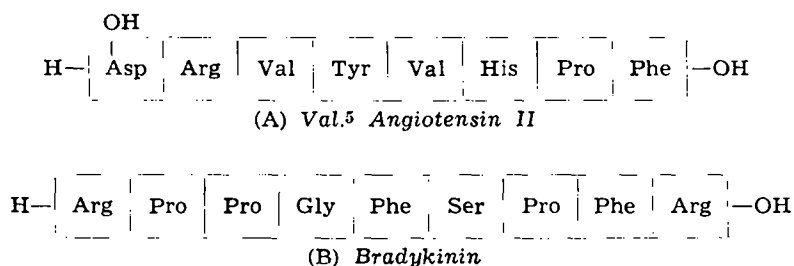 OH
H— Asp Arg Val Tyr Val His Pro Phe —OH
(A) Val.⁵ Angiotensin II
H— Arg Pro Pro Gly Phe Ser Pro Phe Arg —OH
(B) Bradykinin